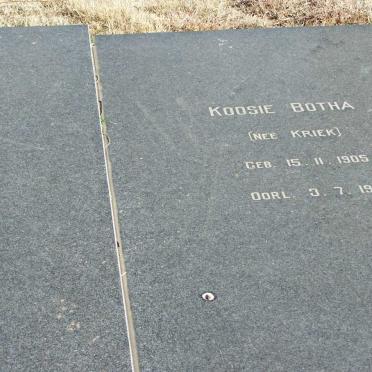 KOOSIE BOTHA
(NEE KRIEK)
GEB. 15. 11. 1905
OORL. 3. 7. 19